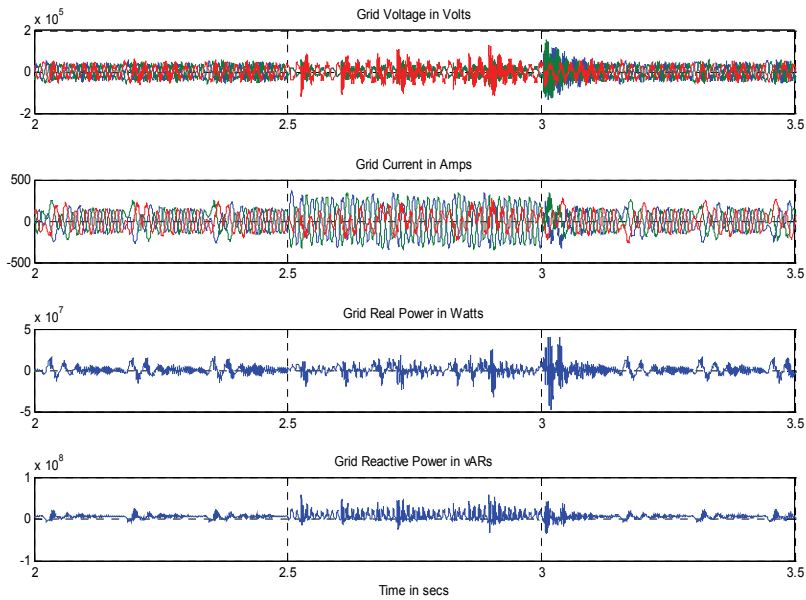 Grid Voltage in Volts
x 10^5
2
0
-2
2 2.5 3 3.5
Grid Current in Amps
500
0
-500
2 2.5 3 3.5
Grid Real Power in Watts
x 10^7
5
0
-5
2 2.5 3 3.5
Grid Reactive Power in vARs
x 10^8
1
0
-1
2 2.5 3 3.5
Time in secs